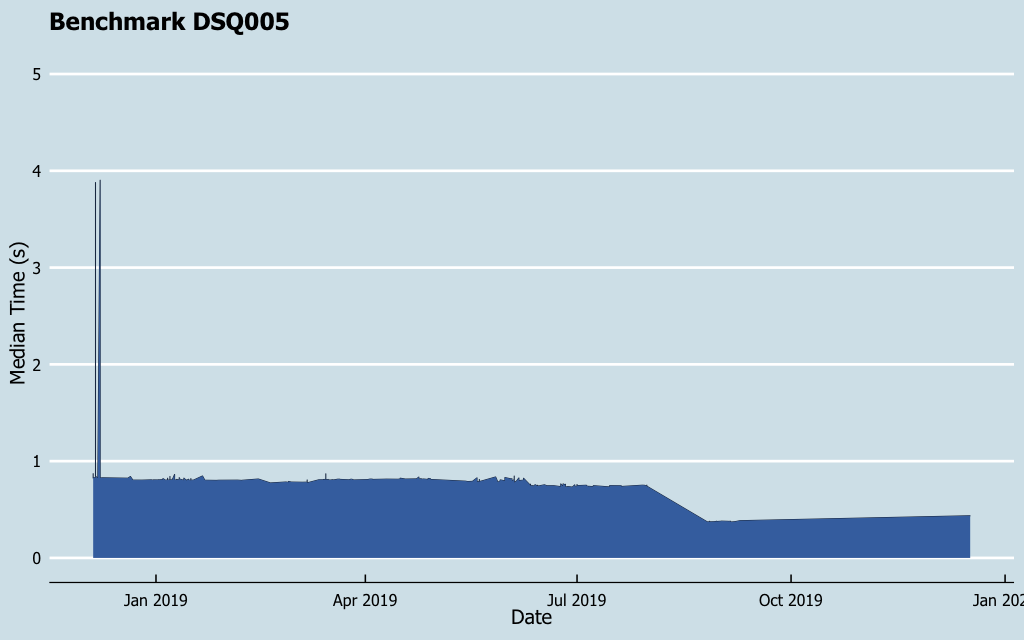 Benchmark DSQ005
5
4
3
2
1
0
Median Time (s)
Jan 2019
Apr 2019
Jul 2019
Oct 2019
Jan 202
Date